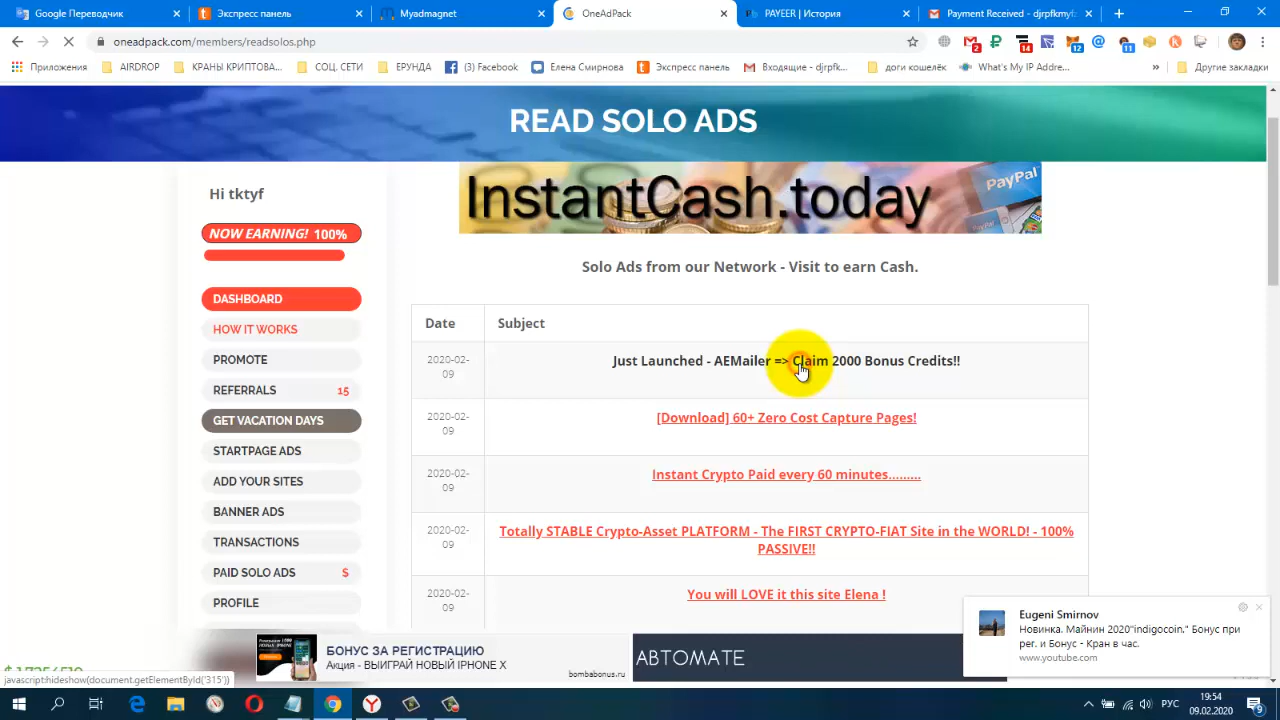 Google Переводчик
Экспресс панель
Myadmagnet
OneAdPack
PAYEER | История
Payment Received - djrpfkmyf
oneadpack.com/members/readsolos.php
2
14
12
11
Приложения
AIRDROP
КРАНЫ КРИПТОВА...
СОЦ. СЕТИ
ЕРУНДА
(3) Facebook
Елена Смирнова
Экспресс панель
Входящие - djrpfk...
доги кошелёк
What's My IP Addre...
»
Другие закладки
READ SOLO ADS
InstantCash.today
PayPal
Hi tktyf
NOW EARNING! 100%
Solo Ads from our Network - Visit to earn Cash.
DASHBOARD
HOW IT WORKS
PROMOTE
REFERRALS 15
GET VACATION DAYS
STARTPAGE ADS
ADD YOUR SITES
BANNER ADS
TRANSACTIONS
PAID SOLO ADS $
PROFILE
Date Subject
2020-02-
09
Just Launched - AEMailer => Claim 2000 Bonus Credits!!
2020-02-
09
[Download] 60+ Zero Cost Capture Pages!
2020-02-
09
Instant Crypto Paid every 60 minutes.........
2020-02-
09
Totally STABLE Crypto-Asset PLATFORM - The FIRST CRYPTO-FIAT Site in the WORLD! - 100%
PASSIVE!!
2020-02-
09
You will LOVE it this site Elena !
Eugeni Smirnov
Новинка. Майнин 2020"indigocoin." Бонус при
рег. и Бонус - Кран в час.
www.youtube.com
БОНУС ЗА РЕГИСТРАЦИЮ
АКЦИЯ - ВЫИГРАЙ НОВЫЙ IPHONE X
bombabonus.ru
АВТОМАТЕ
javascript:hideshow(document.getElementById('315'))
РУС
19:54
09.02.2020
9